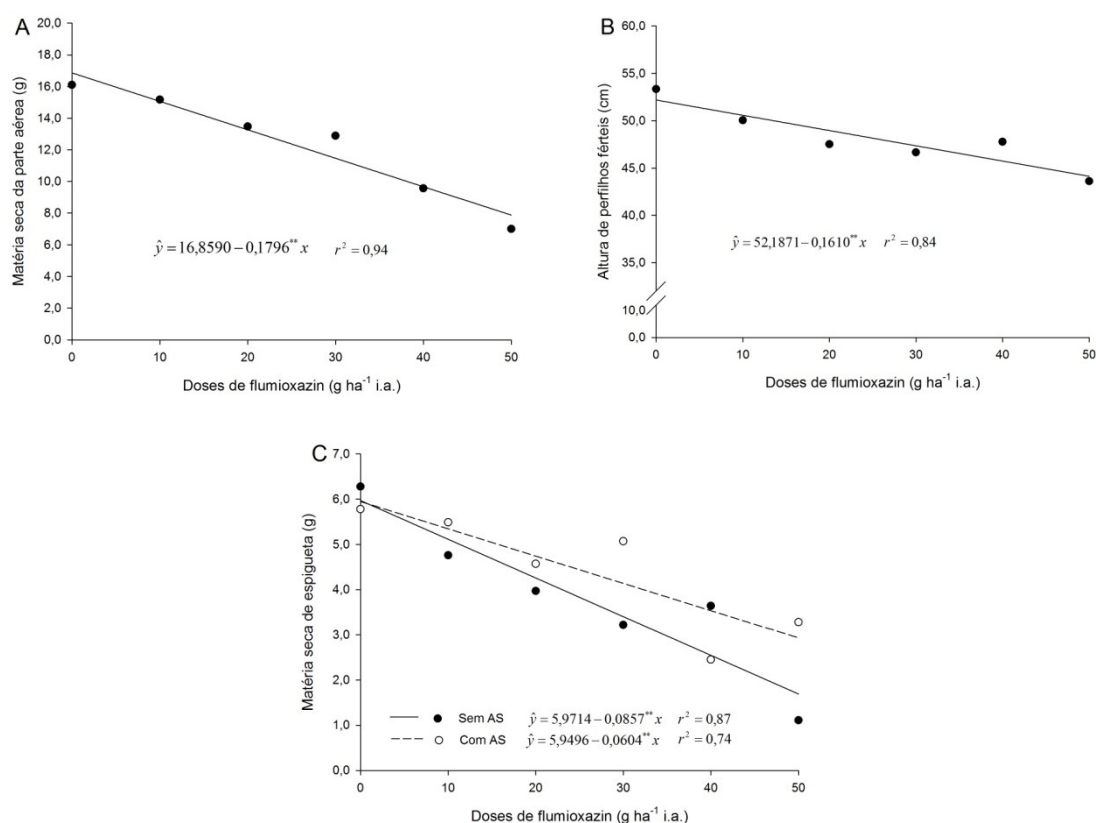 A
Matéria seca da parte aérea (g)
20,0
18,0
16,0
14,0
12,0
10,0
8,0
6,0
4,0
2,0
0,0
ŷ = 16,8590 – 0,1796** x r² = 0,94
0 10 20 30 40 50
Doses de flumioxazin (g ha⁻¹ i.a.)
B
Altura de perfilhos férteis (cm)
60,0
55,0
50,0
45,0
40,0
35,0
10,0
0,0
ŷ = 52,1871 – 0,1610** x r² = 0,84
0 10 20 30 40 50
Doses de flumioxazin (g ha⁻¹ i.a.)
C
Matéria seca de espigueta (g)
7,0
6,0
5,0
4,0
3,0
2,0
1,0
0,0
Sem AS ŷ = 5,9714 – 0,0857** x r² = 0,87
Com AS ŷ = 5,9496 – 0,0604** x r² = 0,74
0 10 20 30 40 50
Doses de flumioxazin (g ha⁻¹ i.a.)